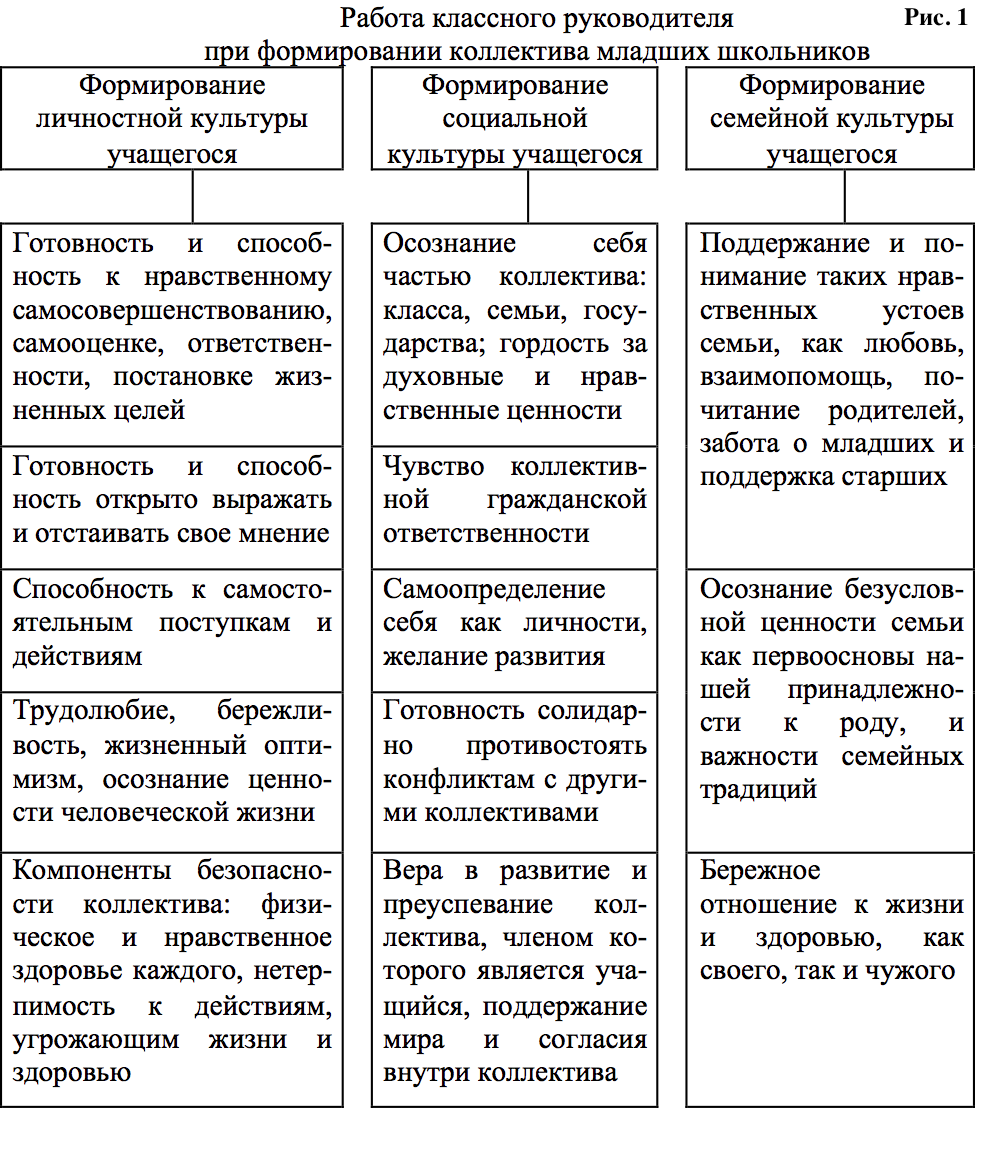 Работа классного руководителя
Рис. 1
при формировании коллектива младших школьников
Формирование
личностной культуры
учащегося
Готовность и способ-
ность к нравственному
самосовершенствованию,
самооценке, ответствен-
ности, постановке жиз-
ненных целей
Готовность и способ-
ность открыто выражать
и отстаивать свое мнение
Способность к самосто-
ятельным поступкам и
действиям
Трудолюбие, бережли-
вость, жизненный опти-
мизм, осознание ценно-
сти человеческой жизни
Компоненты безопасно-
сти коллектива: физи-
ческое и нравственное
здоровье каждого, нетер-
пимость к действиям,
угрожающим жизни и
здоровью
Формирование
социальной
культуры учащегося
Осознание себя
частью коллектива:
класса, семьи, госу-
дарства; гордость за
духовные и нрав-
ственные ценности
Чувство коллектив-
ной гражданской
ответственности
Самоопределение
себя как личности,
желание развития
Готовность солидар-
но противостоять
конфликтам с други-
ми коллективами
Вера в развитие и
преуспевание кол-
лектива, членом ко-
торого является уча-
щийся, поддержание
мира и согласия
внутри коллектива
Формирование
семейной культуры
учащегося
Поддержание и по-
нимание таких нрав-
ственных устоев
семьи, как любовь,
взаимопомощь, по-
читание родителей,
забота о младших и
поддержка старших
Осознание безуслов-
ной ценности семьи
как первоосновы на-
шей принадлежно-
сти к роду, и
важности семейных
традиций
Бережное
отношение к жизни
и здоровью, как
своего, так и чужого